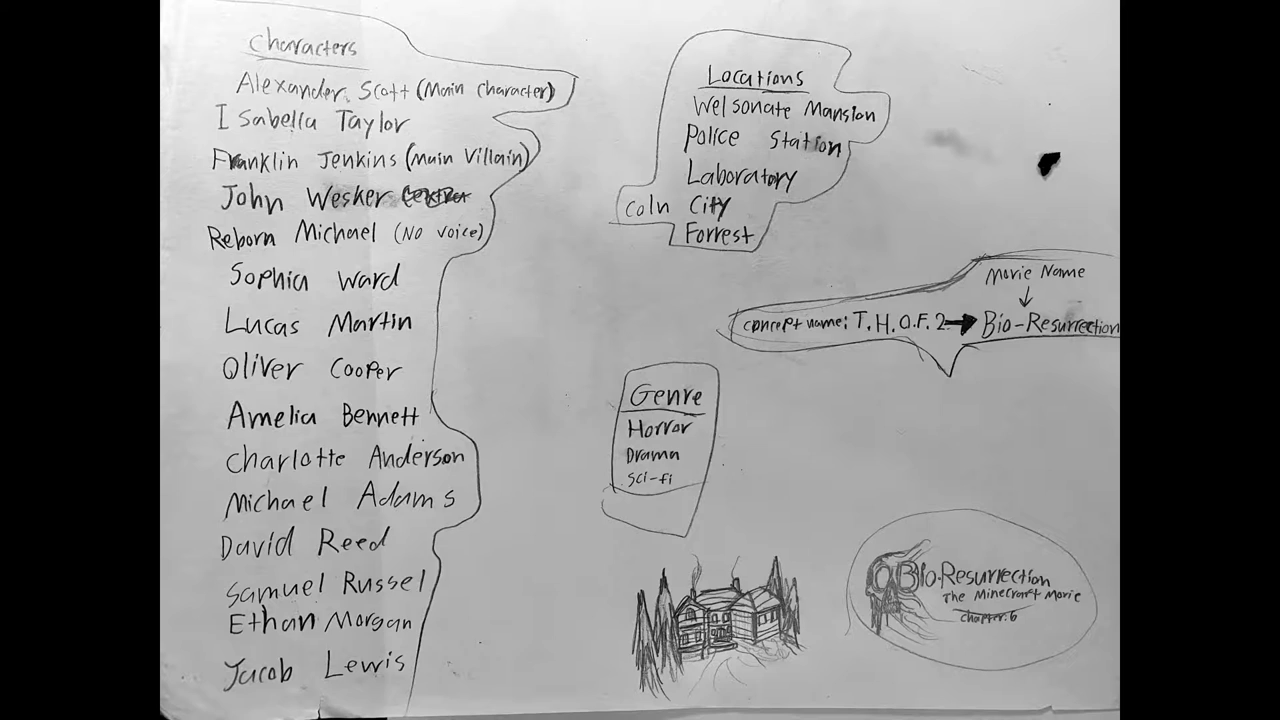 Characters
Alexander Scott (Main character)
Isabella Taylor
Franklin Jenkins (Main Villain)
John Wesker
Reborn Michael (No voice)
Sophia Ward
Lucas Martin
Oliver Cooper
Amelia Bennett
Charlotte Anderson
Michael Adams
David Reed
Samuel Russel
Ethan Morgan
Jacob Lewis
Locations
Welsonate Mansion
Police Station
Laboratory
Coln City
Forrest
Movie Name
concept name: T.H.O.F.2 → Bio-Resurrection
Genre
Horror
Drama
Sci-fi
Bio-Resurrection
The Minecraft Movie
chapter: 6